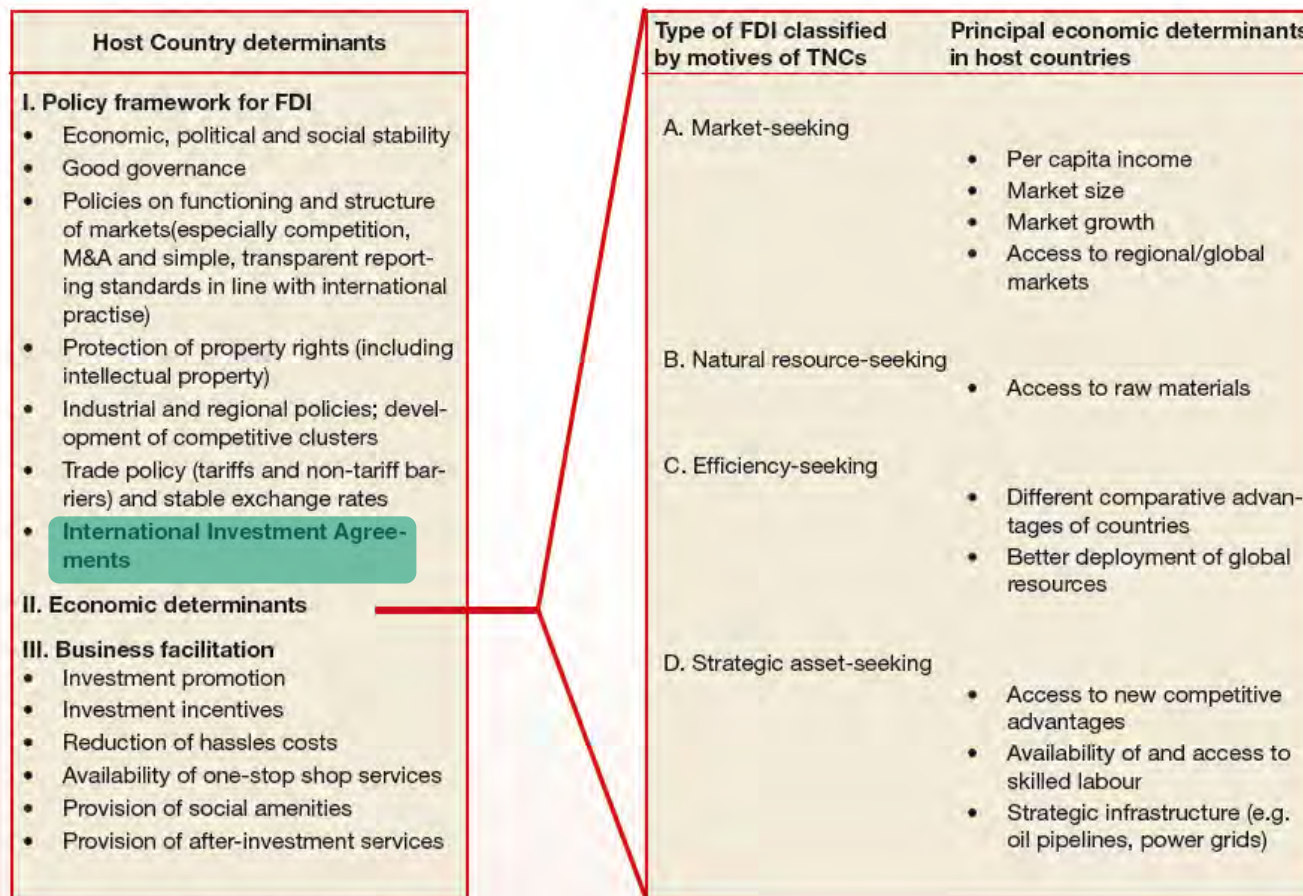 Host Country determinants
I. Policy framework for FDI
• Economic, political and social stability
• Good governance
• Policies on functioning and structure
of markets(especially competition,
M&A and simple, transparent report-
ing standards in line with international
practise)
• Protection of property rights (including
intellectual property)
• Industrial and regional policies; devel-
opment of competitive clusters
• Trade policy (tariffs and non-tariff bar-
riers) and stable exchange rates
• International Investment Agree-
ments
II. Economic determinants
III. Business facilitation
• Investment promotion
• Investment incentives
• Reduction of hassles costs
• Availability of one-stop shop services
• Provision of social amenities
• Provision of after-investment services
Type of FDI classified
by motives of TNCs
Principal economic determinants
in host countries
A. Market-seeking
• Per capita income
• Market size
• Market growth
• Access to regional/global
markets
B. Natural resource-seeking
• Access to raw materials
C. Efficiency-seeking
• Different comparative advan-
tages of countries
• Better deployment of global
resources
D. Strategic asset-seeking
• Access to new competitive
advantages
• Availability of and access to
skilled labour
• Strategic infrastructure (e.g.
oil pipelines, power grids)